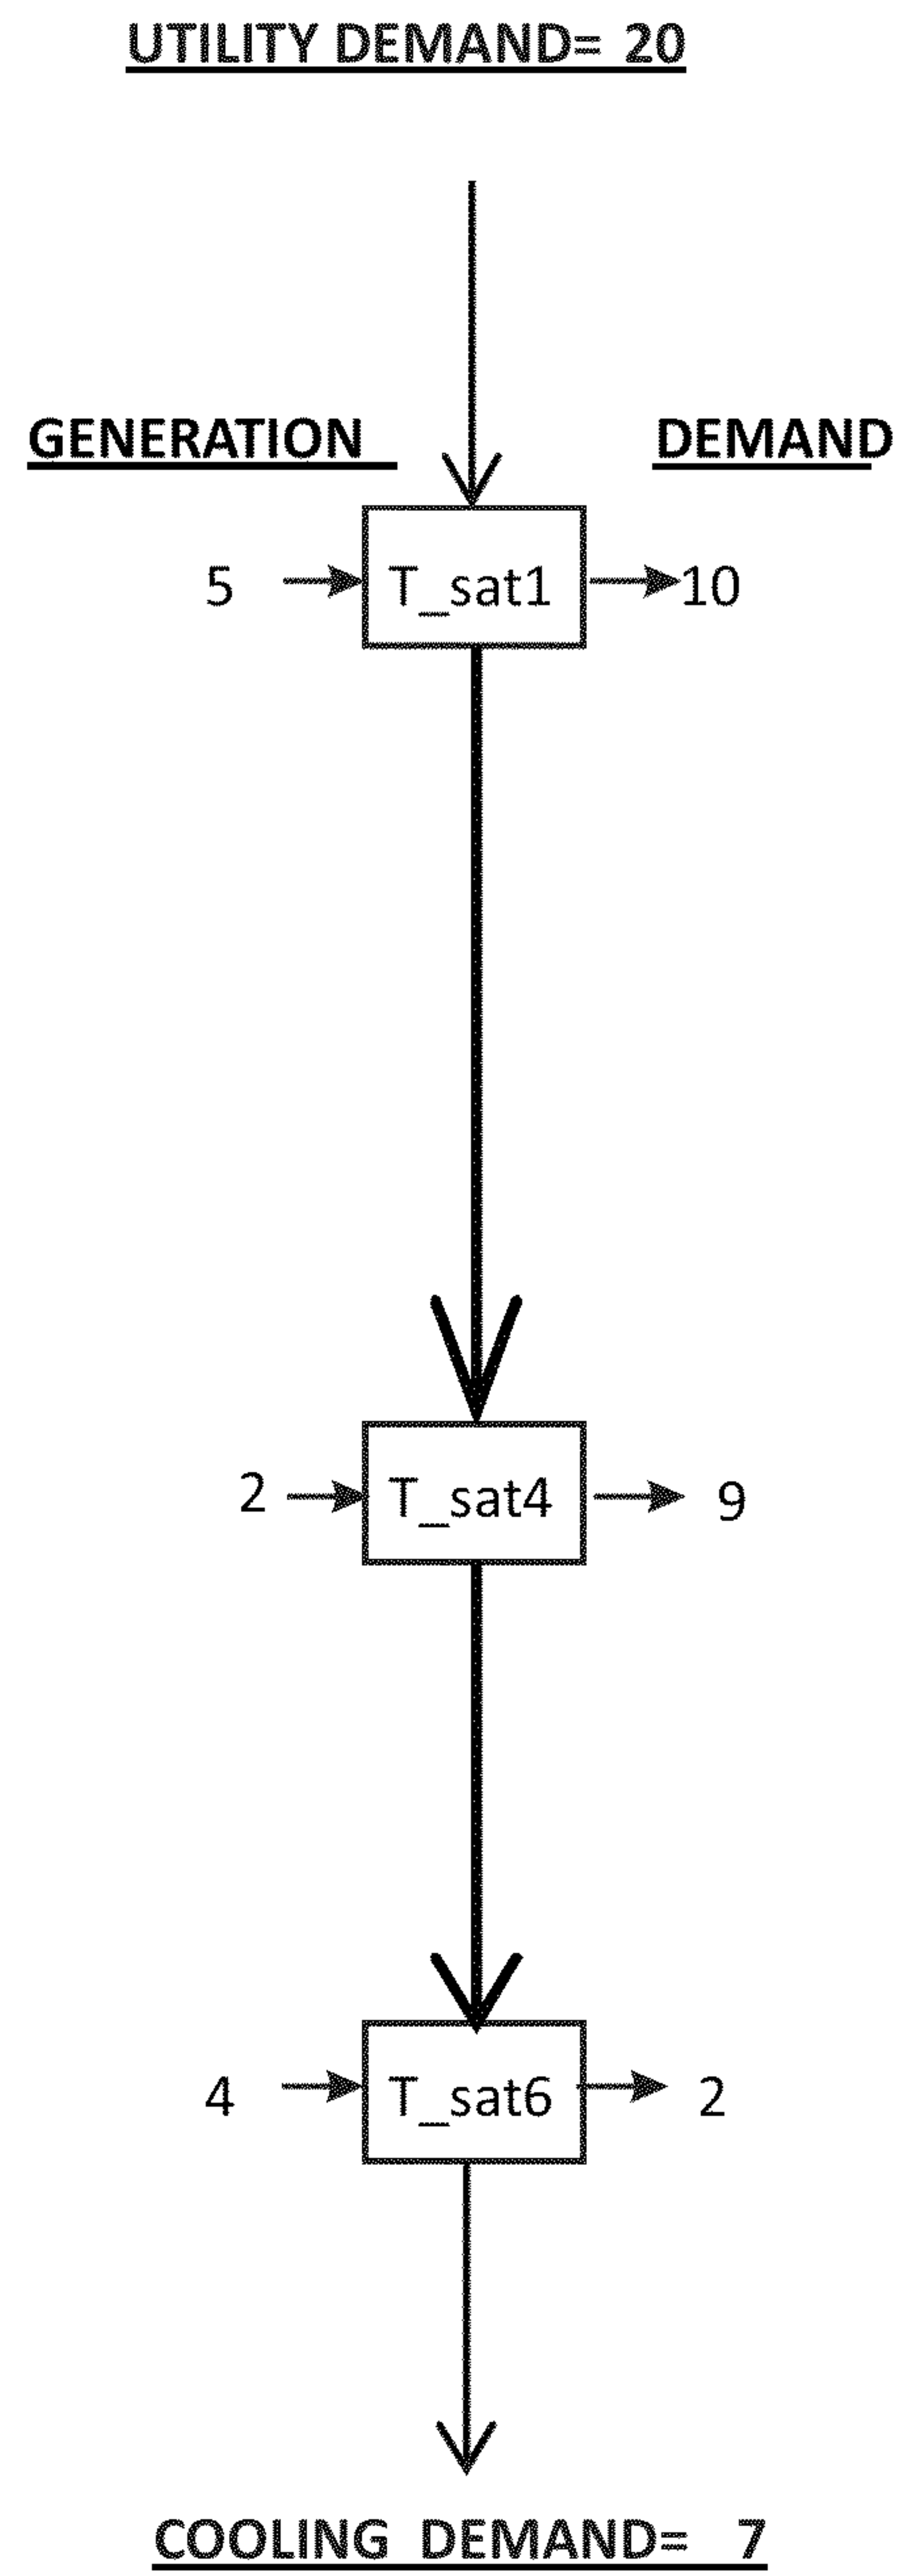 UTILITY DEMAND= 20
GENERATION DEMAND
5 T_sat1 10
2 T_sat4 9
4 T_sat6 2
COOLING DEMAND= 7